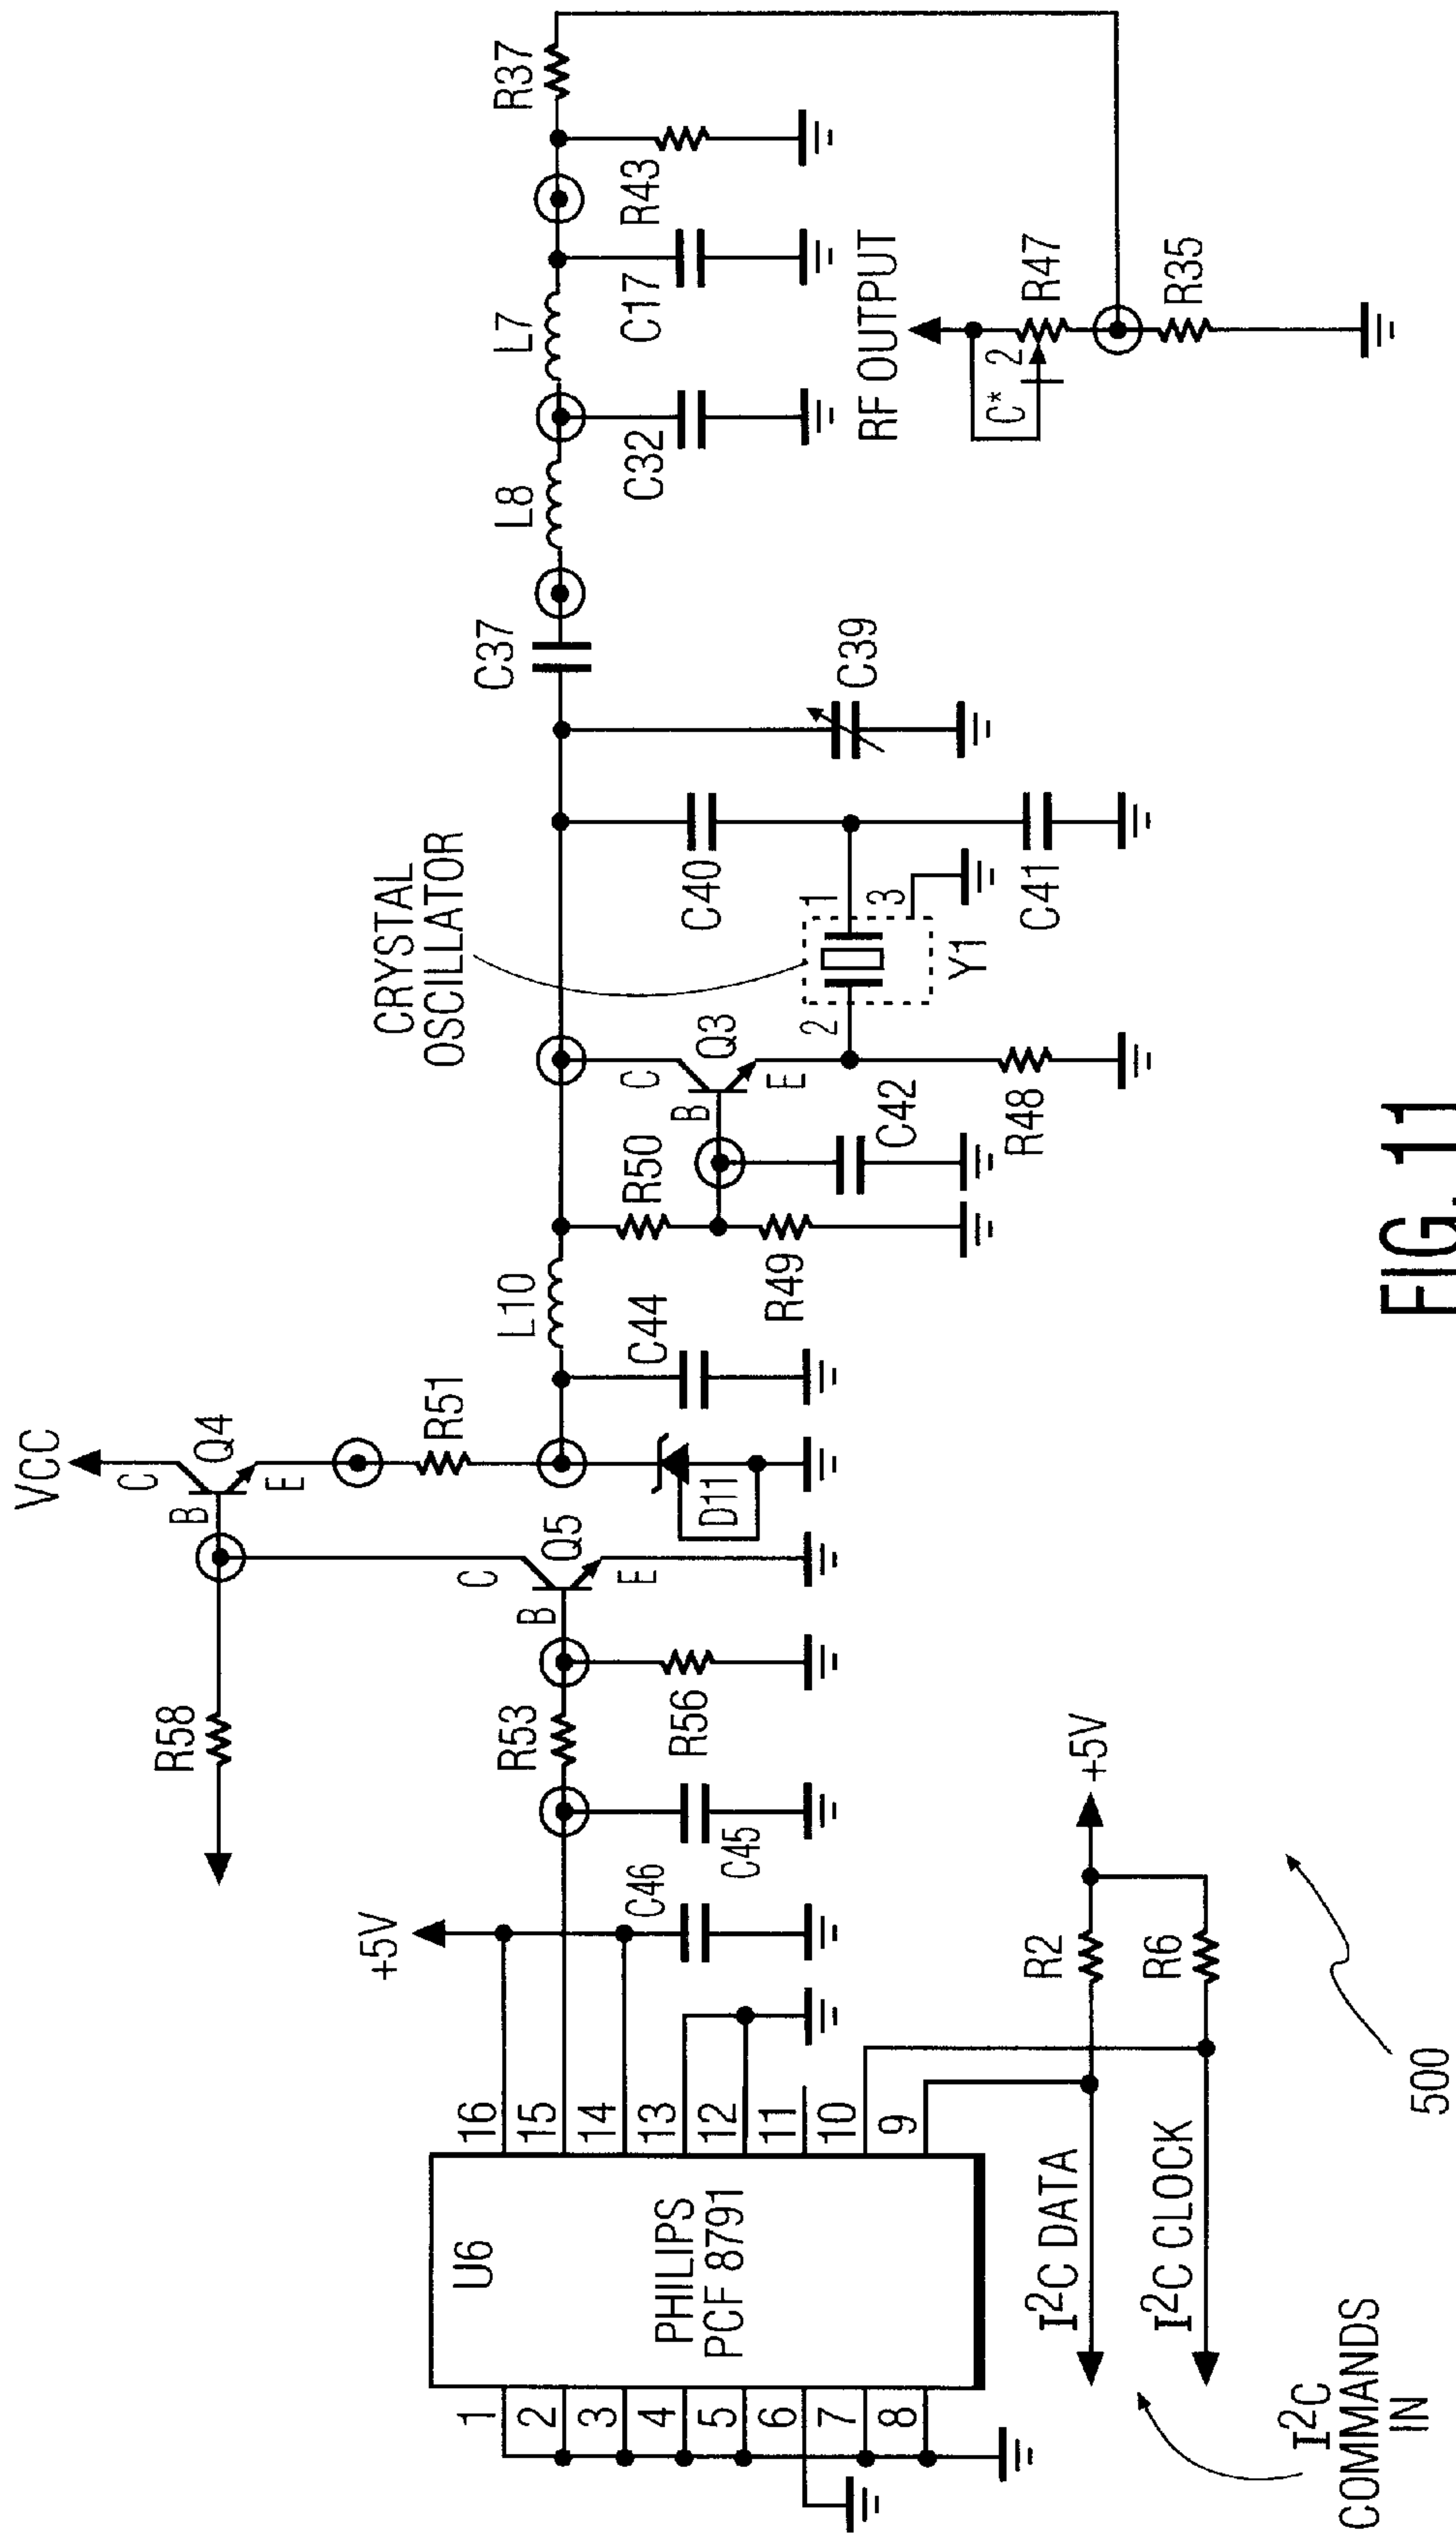 VCC
C
Q4
B
E
R58
R51
L10
C
Q5
B
E
D11
C44
R53
R56
+5V
C46
C45
U6
PHILIPS
PCF 8791
1
2
3
4
5
6
7
8
16
15
14
13
12
11
10
9
I²C DATA
I²C CLOCK
R2
R6
+5V
I²C
COMMANDS
IN
500
R50
R49
B
C
Q3
E
C42
R48
CRYSTAL
OSCILLATOR
2
1
3
Y1
C40
C41
C39
C37
L8
C32
L7
C17
R43
R37
RF OUTPUT
C*
2
R47
R35
FIG. 11